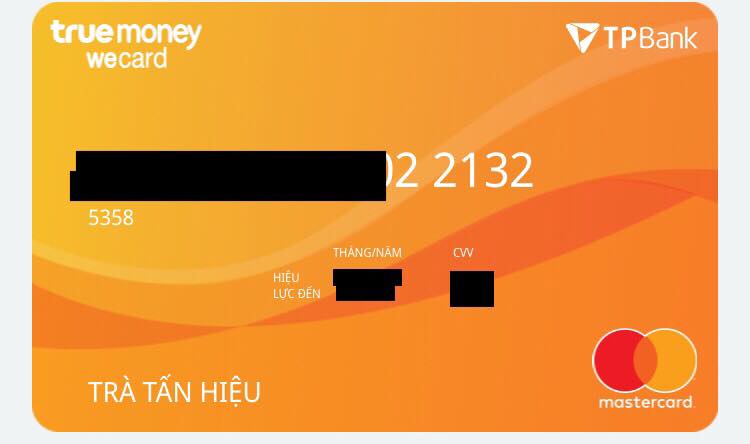 truemoney
wecard
TPBank
02 2132
5358
THÁNG/NĂM
CVV
HIỆU
LỰC ĐẾN
TRÀ TẤN HIỆU
mastercard.